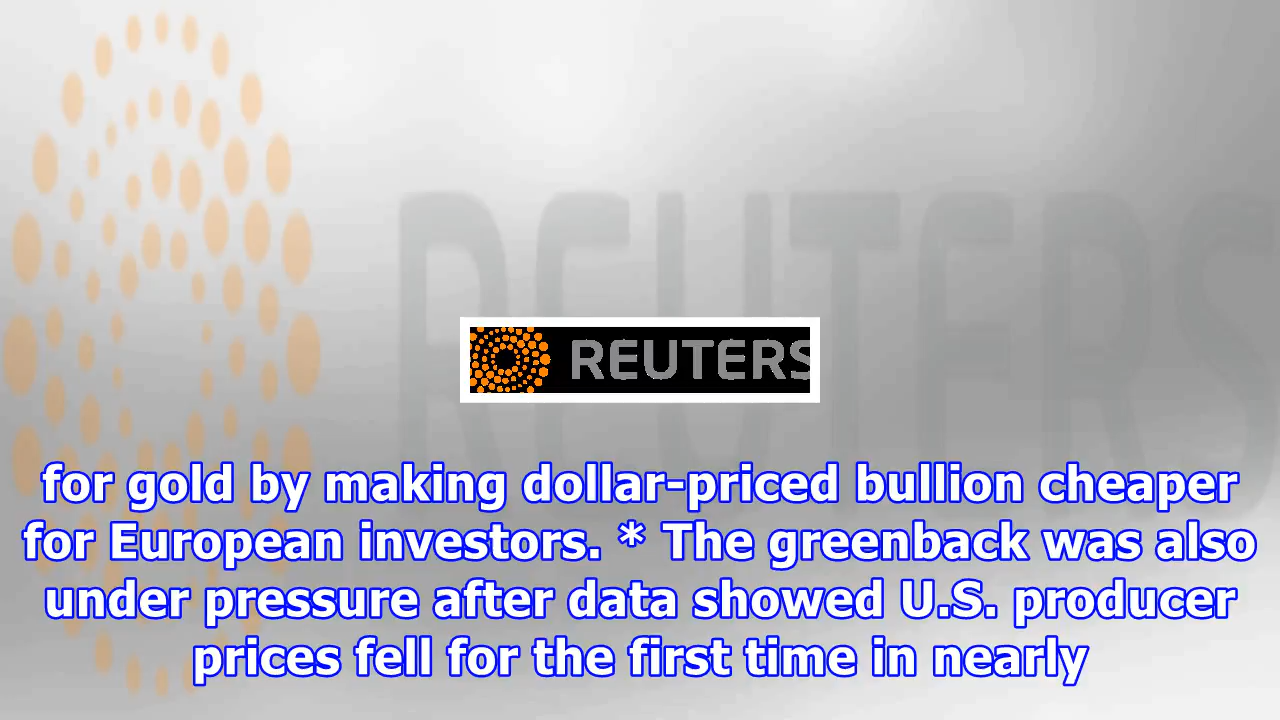 REUTERS
REUTERS
for gold by making dollar-priced bullion cheaper
for European investors. * The greenback was also
under pressure after data showed U.S. producer
prices fell for the first time in nearly